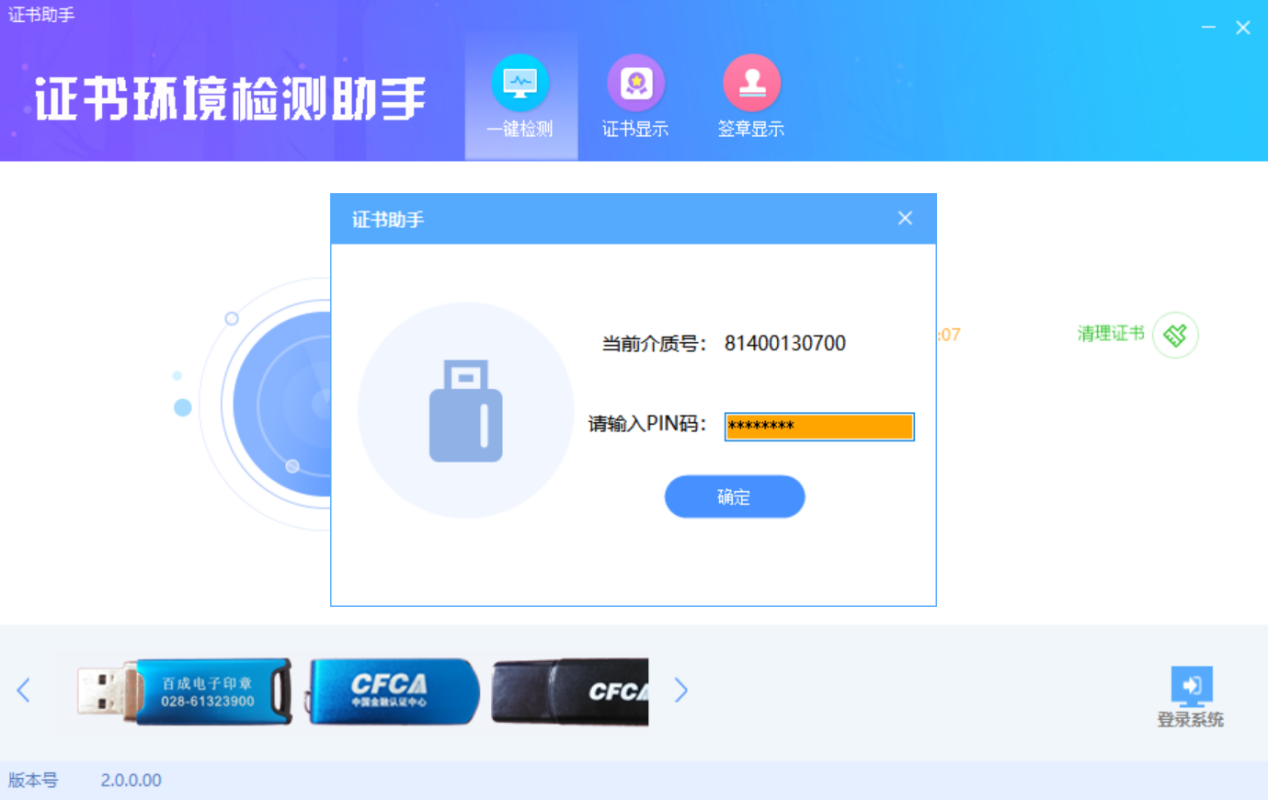 证书助手
证书环境检测助手
一键检测
证书显示
签章显示
证书助手
当前介质号： 81400130700
:07
清理证书
请输入PIN码： ********
确定
百成电子印章
028-61323900
CFCA
中国金融认证中心
CFCA
登录系统
版本号 2.0.0.00